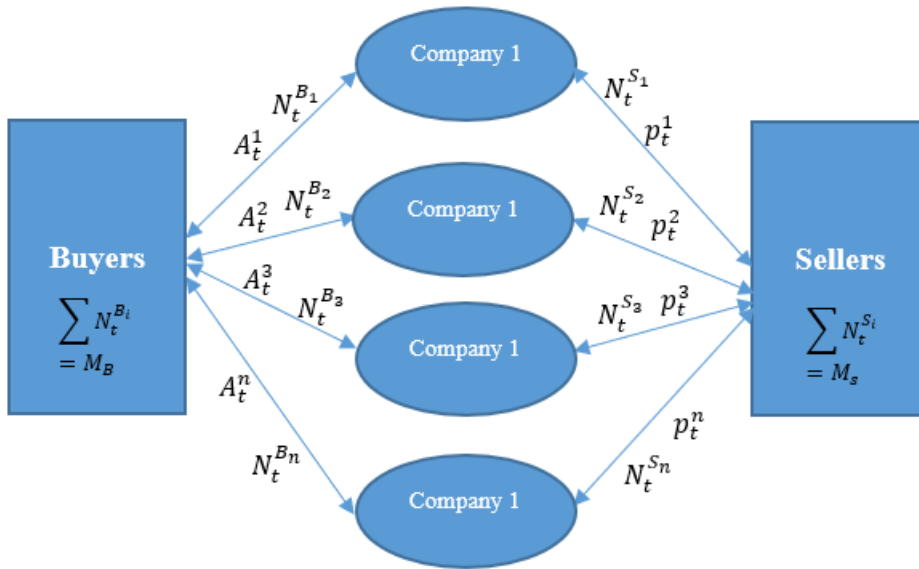 Company 1
N_t^{B_1}
N_t^{S_1}
A_t^1
p_t^1
Company 1
N_t^{B_2}
N_t^{S_2}
A_t^2
p_t^2
Buyers
Sellers
∑ N_t^{B_i}
= M_B
∑ N_t^{S_i}
= M_s
A_t^3
p_t^3
N_t^{B_3}
N_t^{S_3}
Company 1
A_t^n
p_t^n
N_t^{B_n}
N_t^{S_n}
Company 1